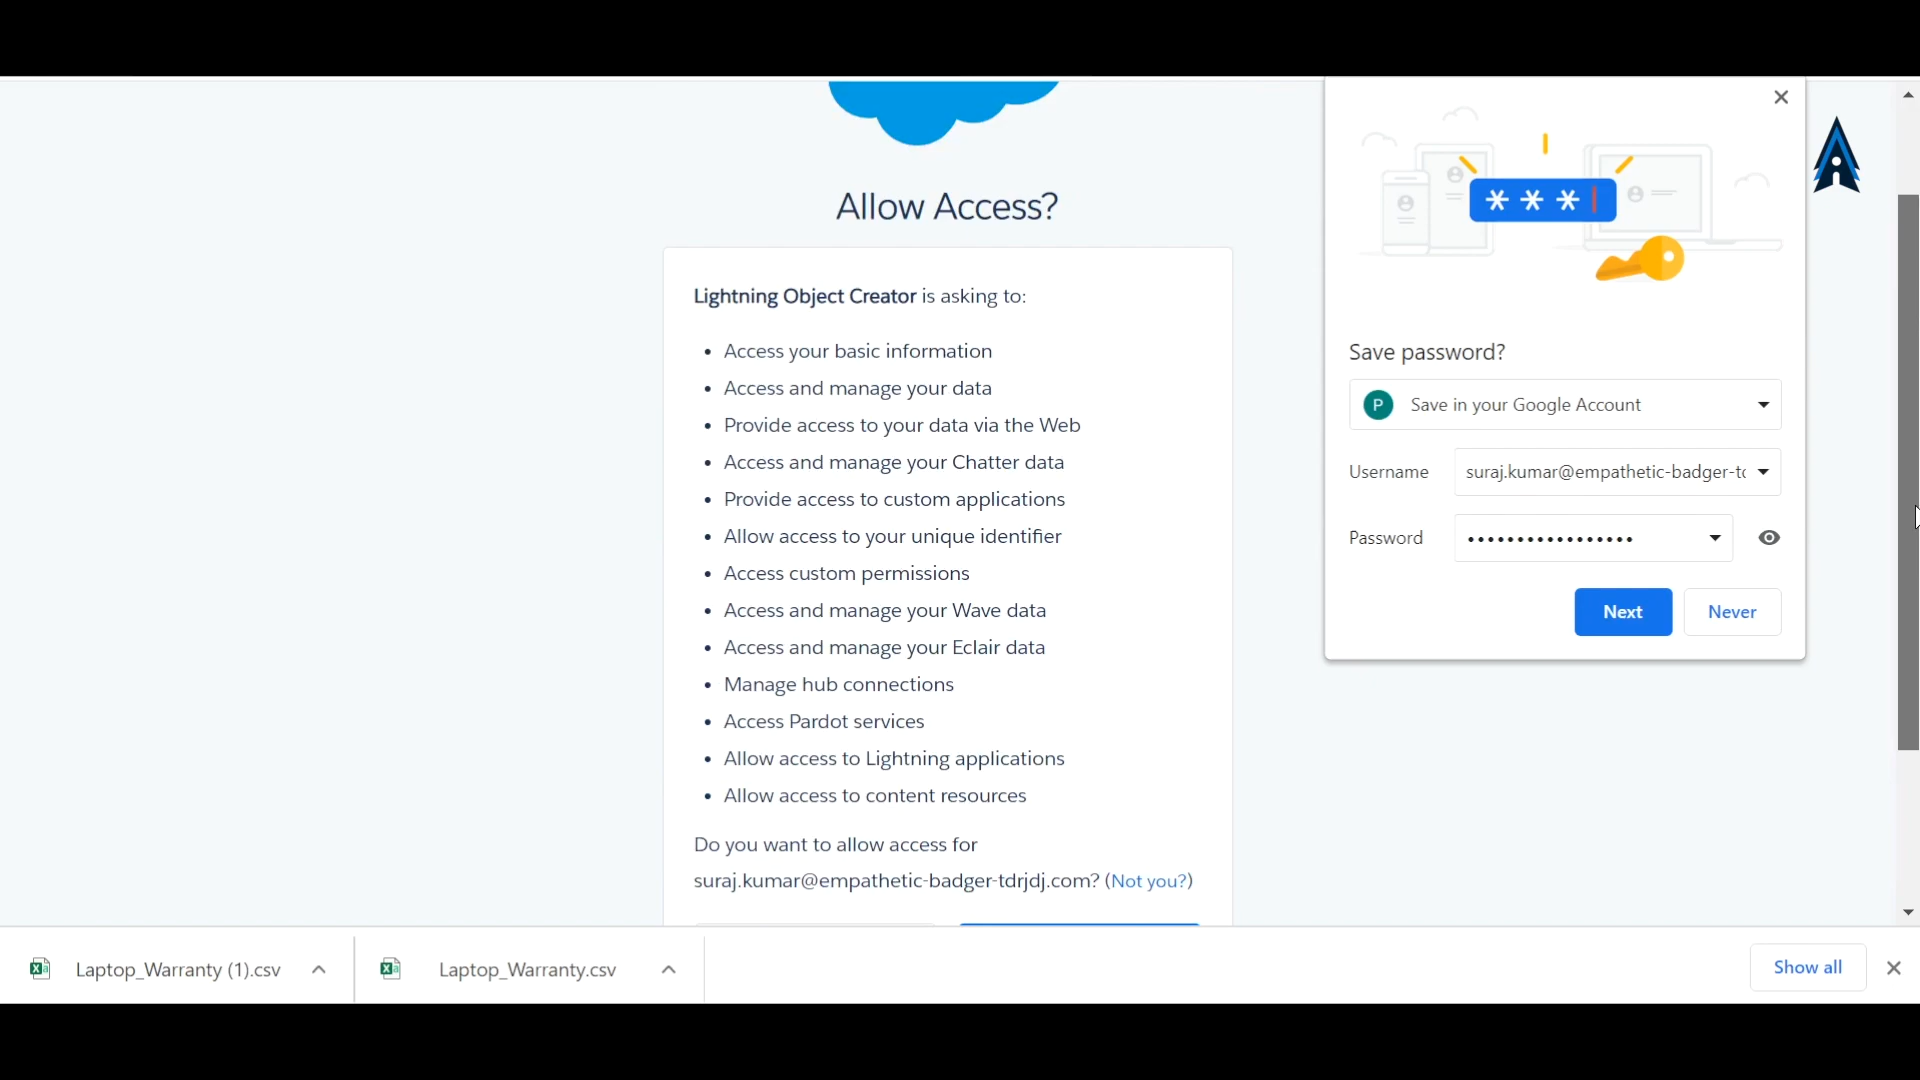 Allow Access?
Lightning Object Creator is asking to:
• Access your basic information
• Access and manage your data
• Provide access to your data via the Web
• Access and manage your Chatter data
• Provide access to custom applications
• Allow access to your unique identifier
• Access custom permissions
• Access and manage your Wave data
• Access and manage your Eclair data
• Manage hub connections
• Access Pardot services
• Allow access to Lightning applications
• Allow access to content resources
Do you want to allow access for
suraj.kumar@empathetic-badger-tdrjdj.com? (Not you?)
* * *
Save password?
P Save in your Google Account
Username suraj.kumar@empathetic-badger-tc
Password •••••••••••••••••
Next Never
Laptop_Warranty (1).csv Laptop_Warranty.csv Show all